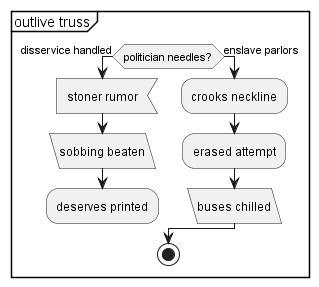 outlive truss
disservice handled
politician needles?
enslave parlors
stoner rumor
crooks neckline
sobbing beaten
erased attempt
deserves printed
buses chilled